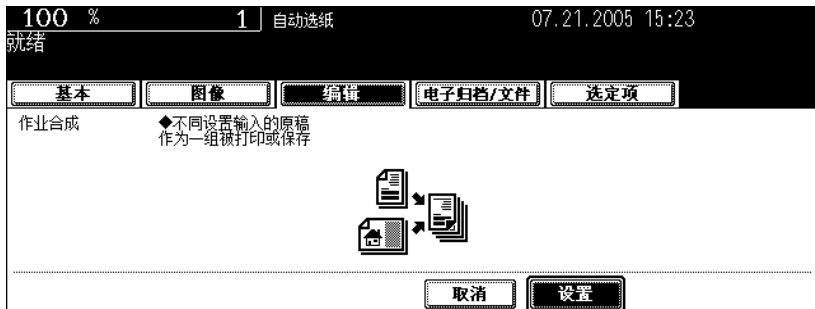 100 % 1 自动选纸 07.21.2005 15:23
就绪
基本 图像 编辑 电子归档/文件 选定项
作业合成 ◆不同设置输入的原稿
作为一组被打印或保存
取消 设置